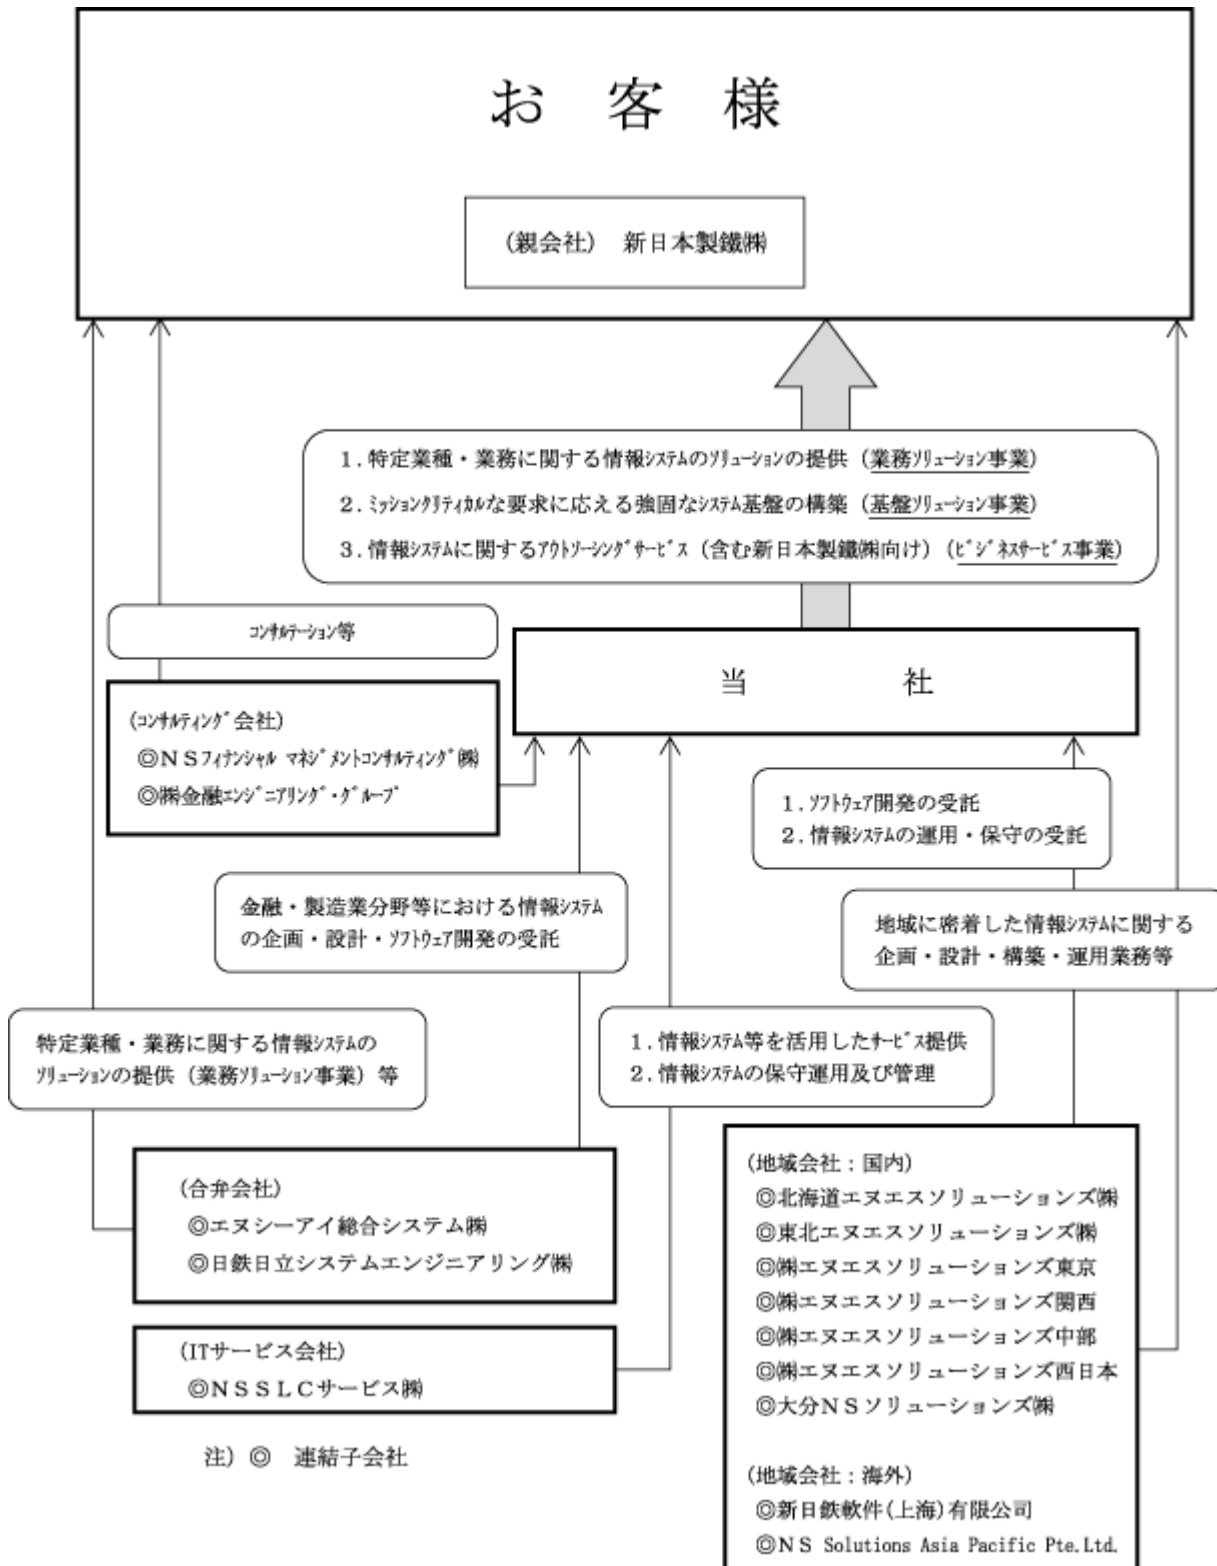 お　客　様
(親会社)　新日本製鐵㈱
1．特定業種・業務に関する情報ｼｽﾃﾑのｿﾘｭｰｼｮﾝの提供（業務ｿﾘｭｰｼｮﾝ事業）
2．ﾐｯｼｮﾝｸﾘﾃｨｶﾙな要求に応える強固なｼｽﾃﾑ基盤の構築（基盤ｿﾘｭｰｼｮﾝ事業）
3．情報ｼｽﾃﾑに関するｱｳﾄｿｰｼﾝｸﾞｻｰﾋﾞｽ（含む新日本製鐵㈱向け）（ﾋﾞｼﾞﾈｽｻｰﾋﾞｽ事業）
ｺﾝｻﾙﾃｰｼｮﾝ等
当　社
(ｺﾝｻﾙﾃｨﾝｸﾞ会社)
◎ＮＳﾌｨﾅﾝｼｬﾙ ﾏﾈｼﾞﾒﾝﾄｺﾝｻﾙﾃｨﾝｸﾞ㈱
◎㈱金融ｴﾝｼﾞﾆｱﾘﾝｸﾞ・ｸﾞﾙｰﾌﾟ
1．ｿﾌﾄｳｪｱ開発の受託
2．情報ｼｽﾃﾑの運用・保守の受託
金融・製造業分野等における情報ｼｽﾃﾑ
の企画・設計・ｿﾌﾄｳｪｱ開発の受託
地域に密着した情報ｼｽﾃﾑに関する
企画・設計・構築・運用業務等
特定業種・業務に関する情報ｼｽﾃﾑの
ｿﾘｭｰｼｮﾝの提供（業務ｿﾘｭｰｼｮﾝ事業）等
1．情報ｼｽﾃﾑ等を活用したｻｰﾋﾞｽ提供
2．情報ｼｽﾃﾑの保守運用及び管理
(合弁会社)
◎エヌシーアイ総合システム㈱
◎日鉄日立システムエンジニアリング㈱
(ITサービス会社)
◎ＮＳＳＬＣサービス㈱
注）◎　連結子会社
(地域会社：国内)
◎北海道エヌエスソリューションズ㈱
◎東北エヌエスソリューションズ㈱
◎㈱エヌエスソリューションズ東京
◎㈱エヌエスソリューションズ関西
◎㈱エヌエスソリューションズ中部
◎㈱エヌエスソリューションズ西日本
◎大分ＮＳソリューションズ㈱
(地域会社：海外)
◎新日鉄軟件(上海)有限公司
◎ＮＳ Solutions Asia Pacific Pte.Ltd.